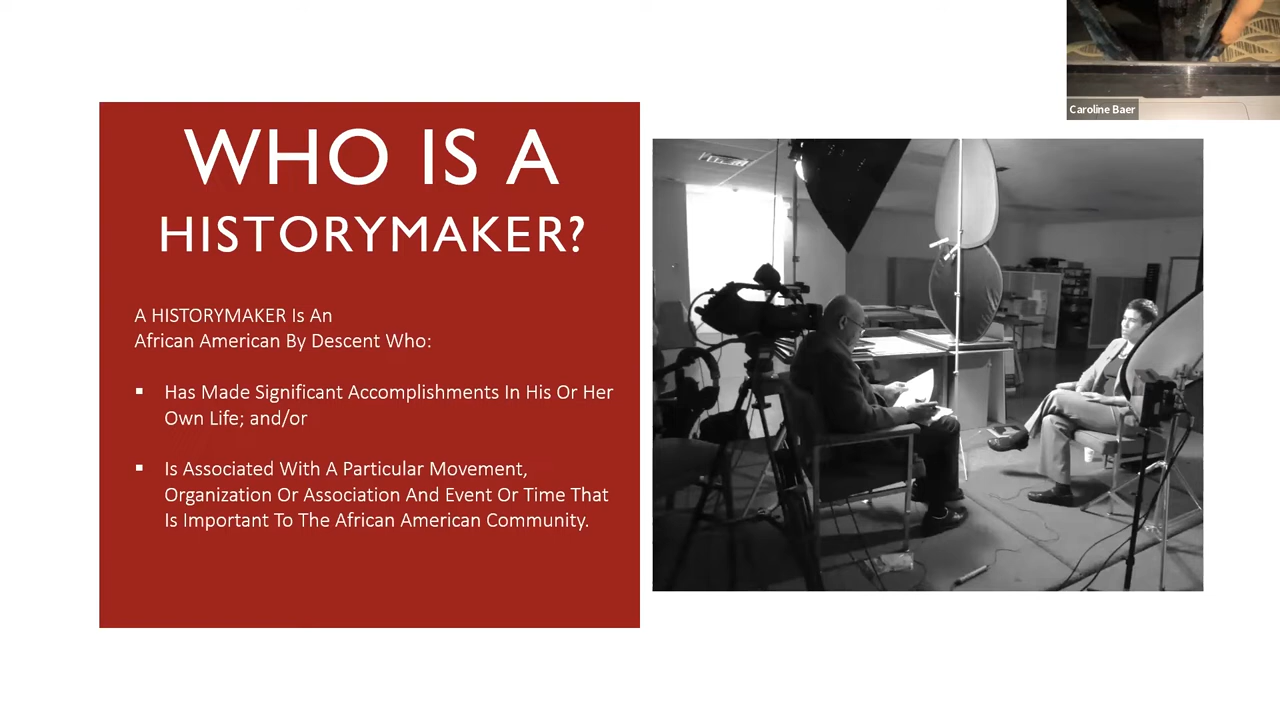 Caroline Baer
WHO IS A
HISTORYMAKER?
A HISTORYMAKER Is An
African American By Descent Who:
▪ Has Made Significant Accomplishments In His Or Her
Own Life; and/or
▪ Is Associated With A Particular Movement,
Organization Or Association And Event Or Time That
Is Important To The African American Community.